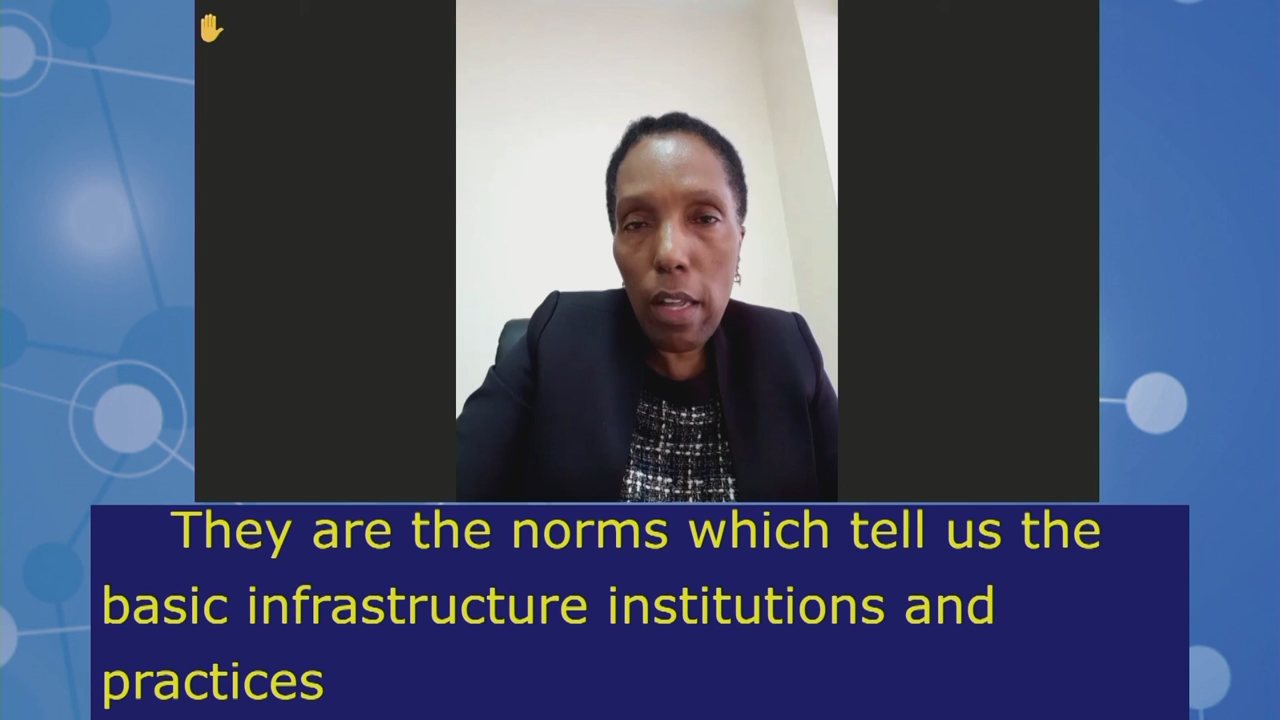 They are the norms which tell us the
basic infrastructure institutions and
practices